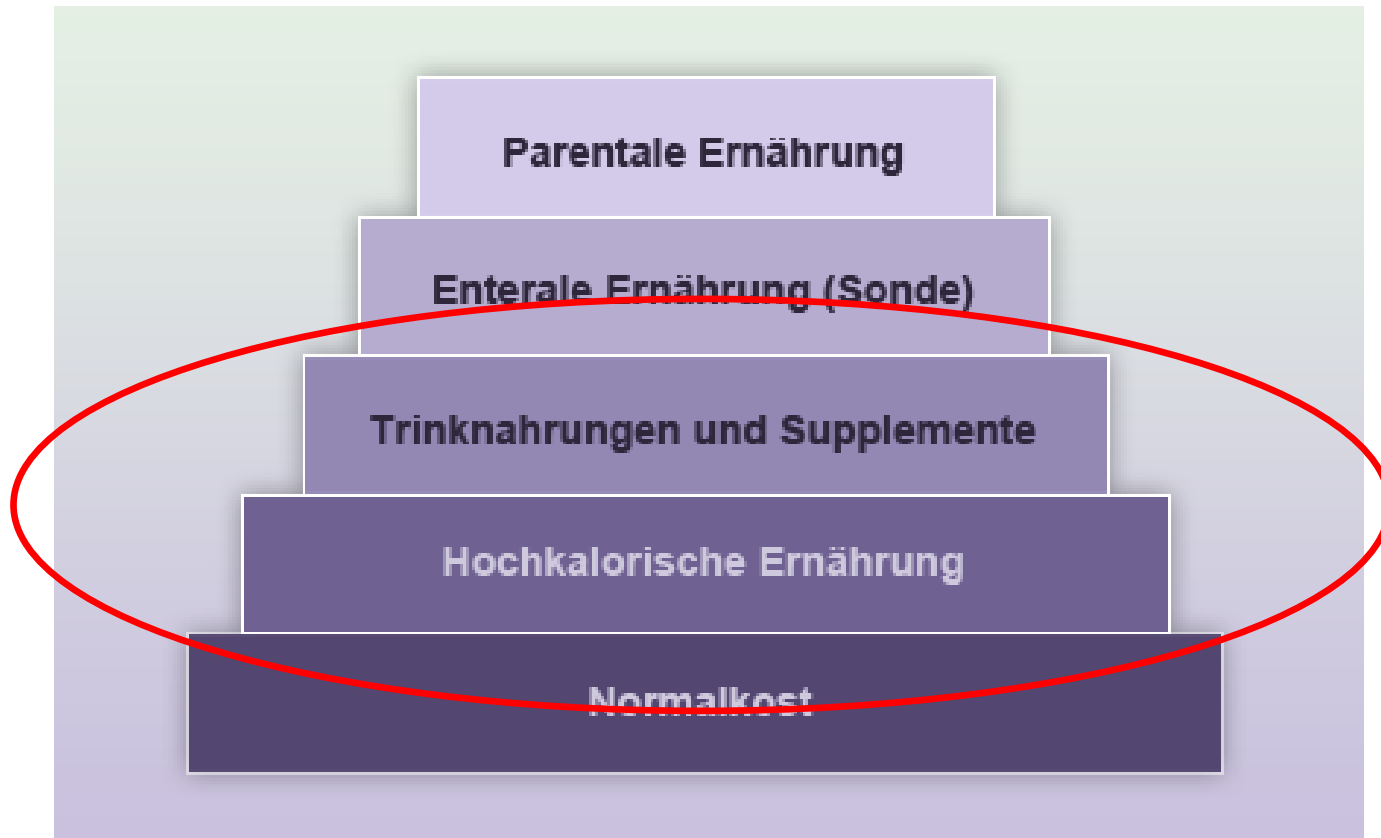 Parentale Ernährung
Enterale Ernährung (Sonde)
Trinknahrungen und Supplemente
Hochkalorische Ernährung
Normalkost